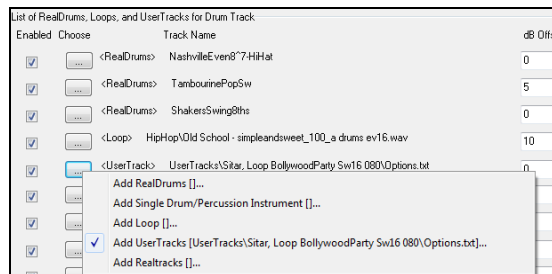 List of RealDrums, Loops, and UserTracks for Drum Track
Enabled Choose Track Name dB Offs
... <RealDrums> NashvilleEven8^7-HiHat 0
... <RealDrums> TambourinePopSw 5
... <RealDrums> ShakersSwing8ths 0
... <Loop> HipHop\Old School - simpleandsweet_100_a drums ev16.wav 10
... <UserTrack> UserTracks\Sitar, Loop BollywoodParty Sw16 080\Options.txt 0
Add RealDrums []...
Add Single Drum/Percussion Instrument []...
Add Loop []...
Add UserTracks [UserTracks\Sitar, Loop BollywoodParty Sw16 080\Options.txt]...
Add Realtracks []...